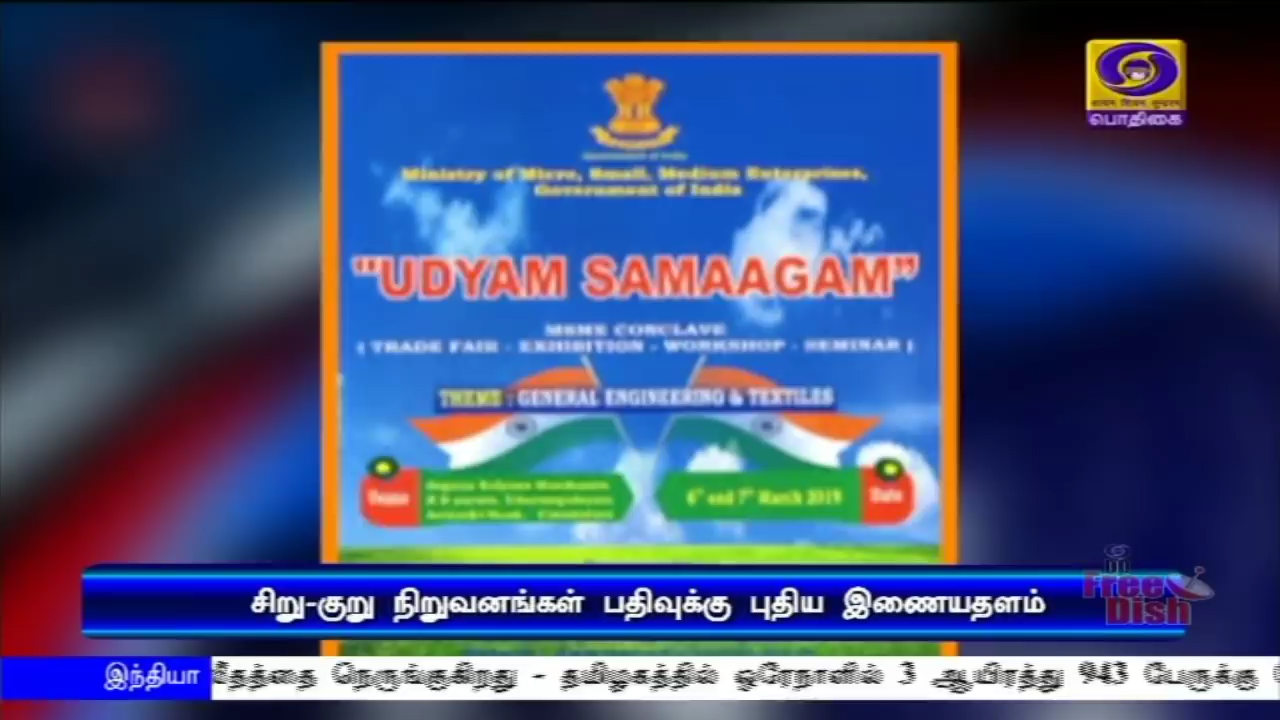 பொதிகை
Ministry of Micro, Small, Medium Enterprises,
Government of India
"UDYAM SAMAAGAM"
MSME CONCLAVE
( TRADE FAIR - EXHIBITION - WORKSHOP - SEMINAR )
THEME : GENERAL ENGINEERING & TEXTILES
Venue
6th and 7th March 2019
Date
DD
Free
Dish
சிறு-குறு நிறுவனங்கள் பதிவுக்கு புதிய இணையதளம்
இந்தியா
நெருங்குகிறது - தமிழகத்தில் ஒரேநாளில் 3 ஆயிரத்து 943 பேருக்கு